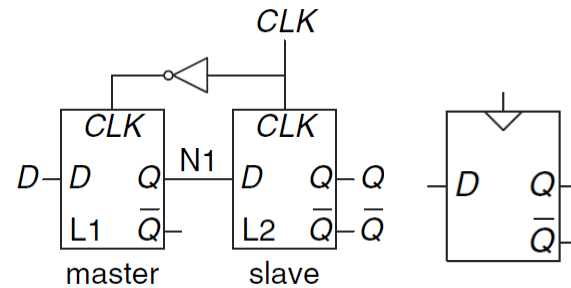 CLK
CLK CLK
D D Q N1 D Q Q D Q
L1 Q̅ L2 Q̅ Q̅ Q̅
master slave